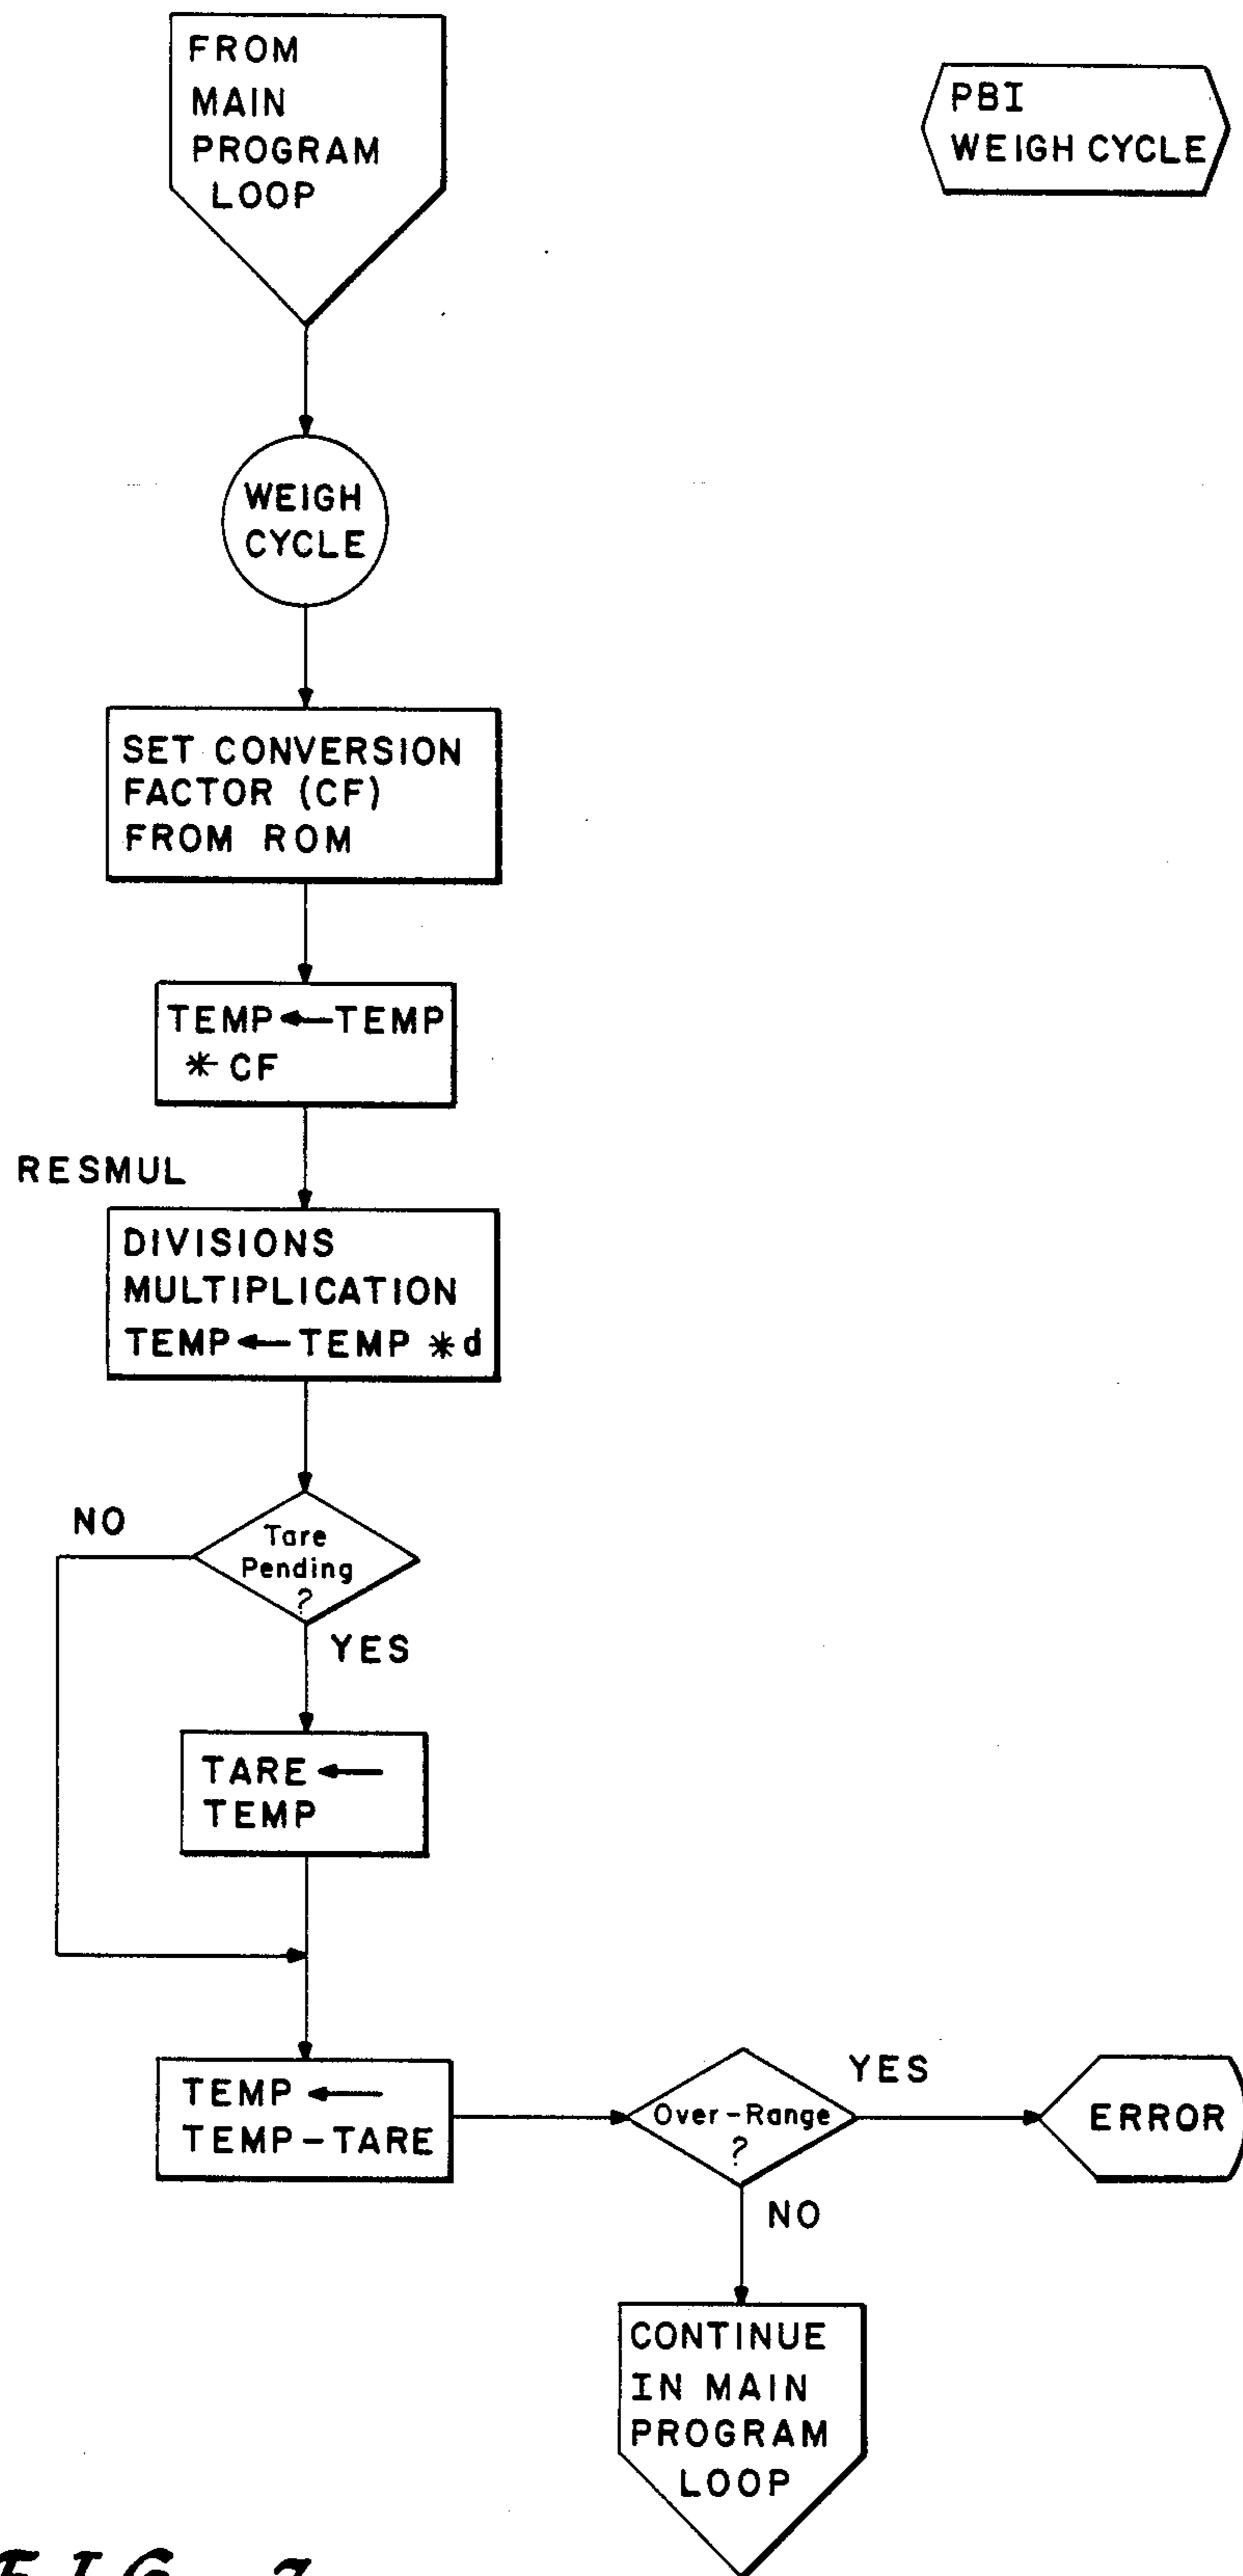 FROM
MAIN
PROGRAM
LOOP
PBI
WEIGH CYCLE
WEIGH
CYCLE
SET CONVERSION
FACTOR (CF)
FROM ROM
TEMP ← TEMP
* CF
RESMUL
DIVISIONS
MULTIPLICATION
TEMP ← TEMP * d
NO
Tare
Pending
?
YES
TARE ←
TEMP
TEMP ←
TEMP-TARE
Over-Range
?
YES
ERROR
NO
CONTINUE
IN MAIN
PROGRAM
LOOP